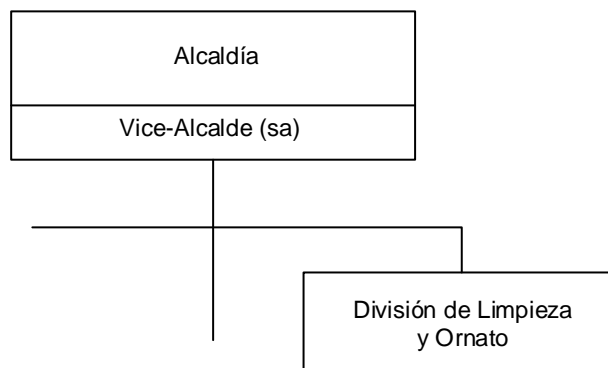 Alcaldía
Vice-Alcalde (sa)
División de Limpieza
y Ornato